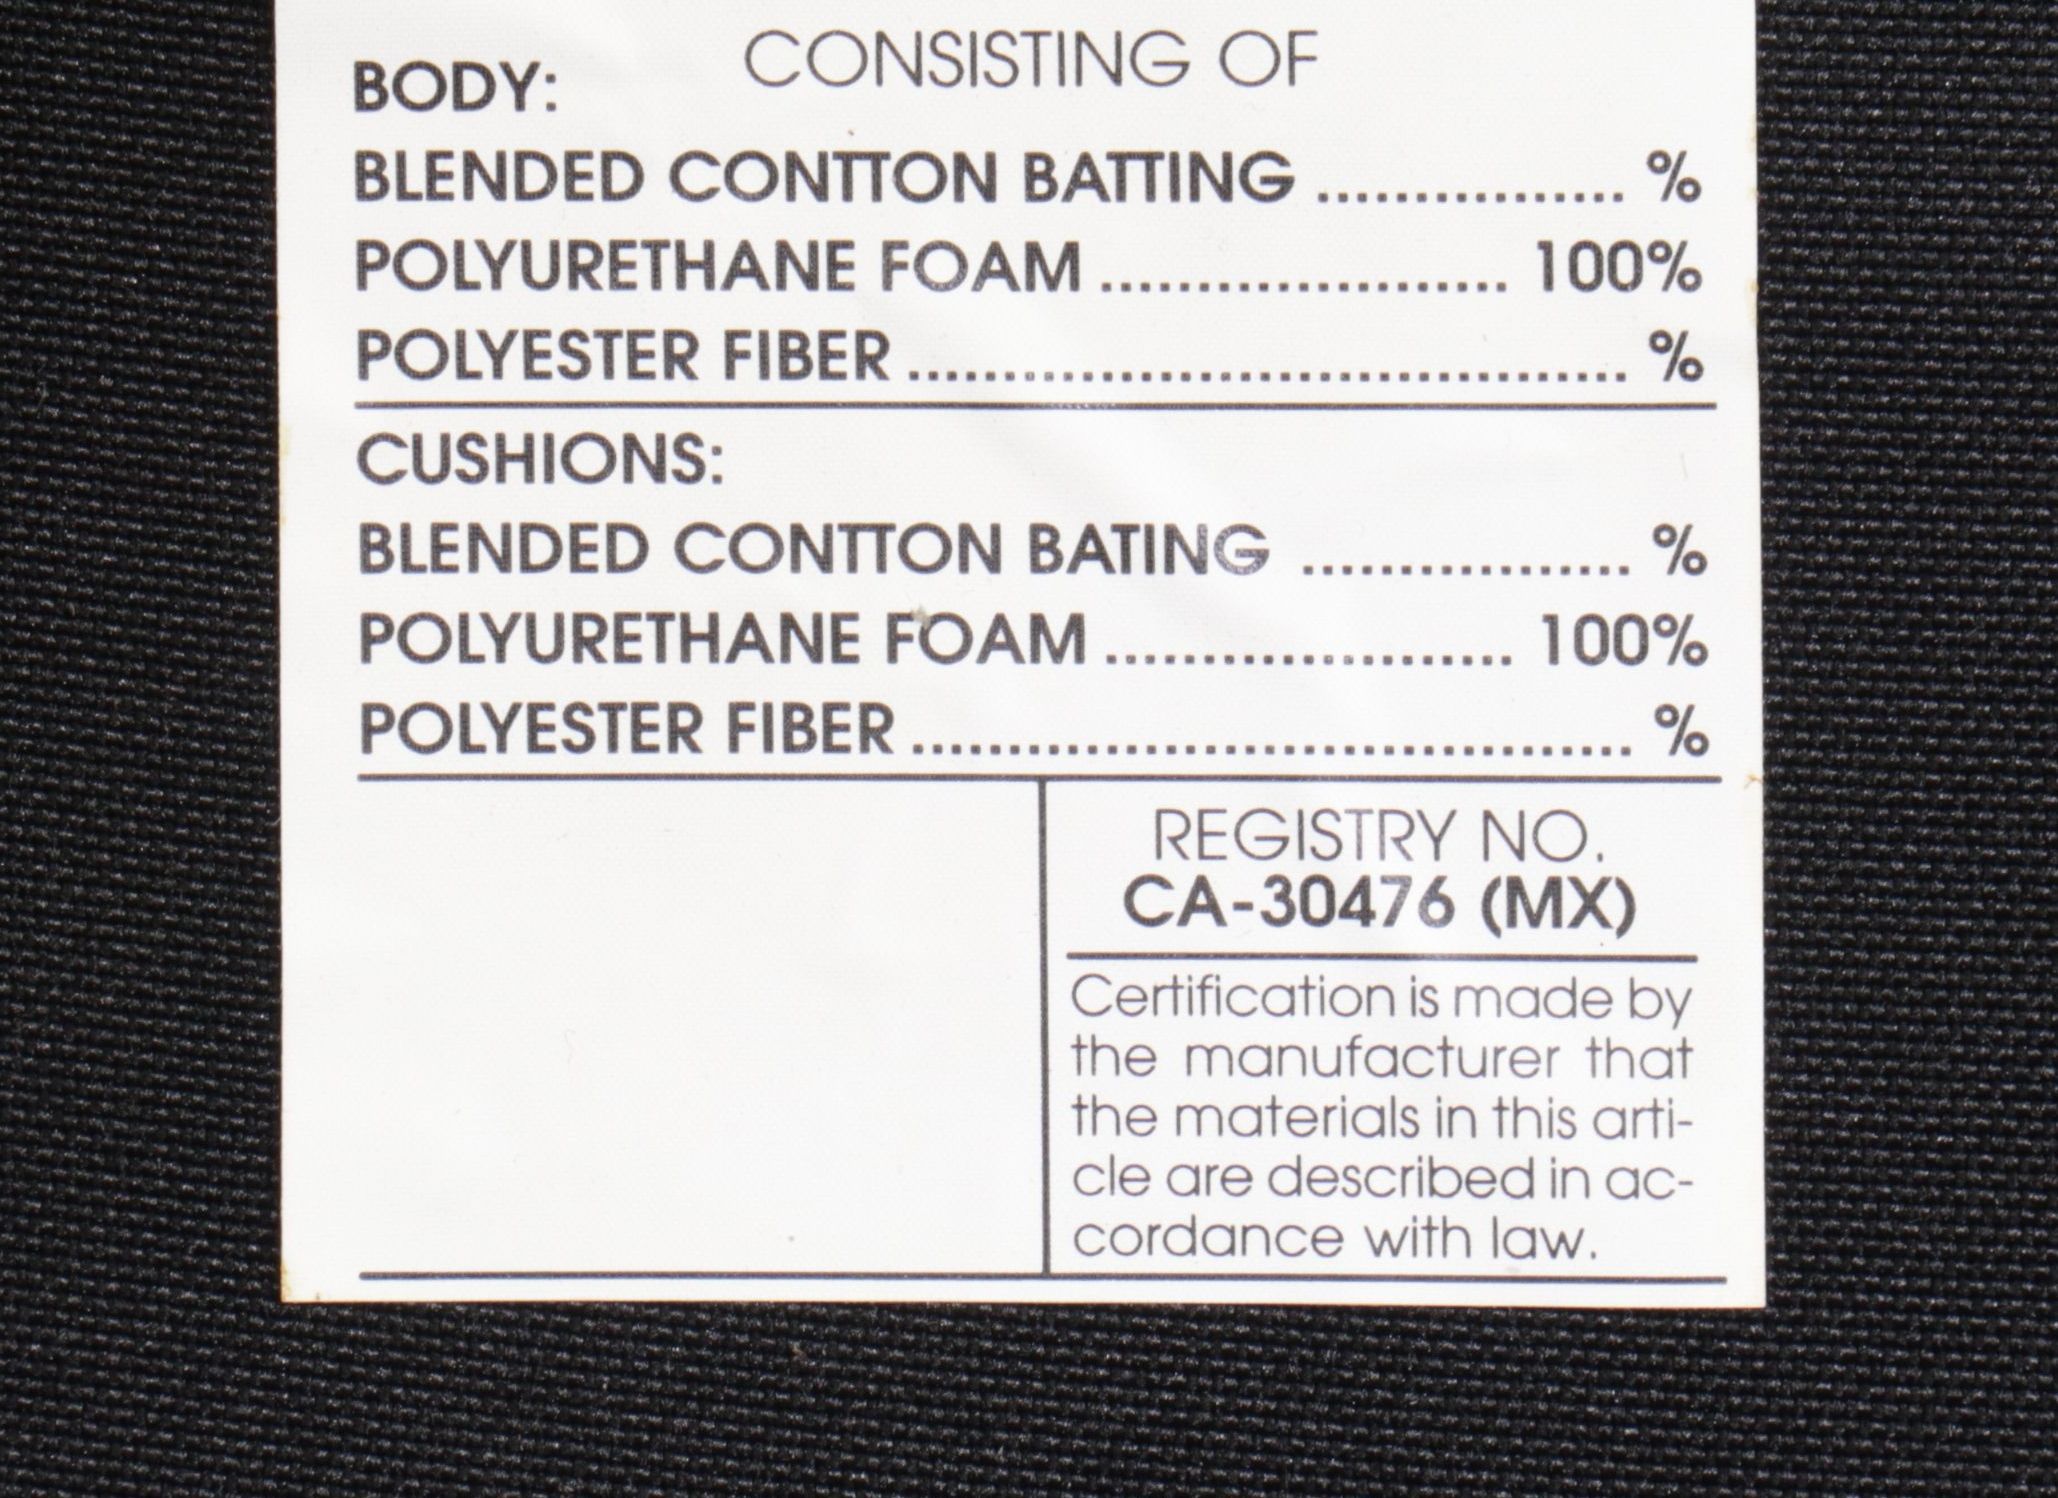 CONSISTING OF
BODY:
BLENDED CONTTON BATTING ................ %
POLYURETHANE FOAM ..................... 100%
POLYESTER FIBER ...................................... %
CUSHIONS:
BLENDED CONTTON BATING ................. %
POLYURETHANE FOAM ..................... 100%
POLYESTER FIBER ...................................... %
REGISTRY NO.
CA-30476 (MX)
Certification is made by
the manufacturer that
the materials in this arti-
cle are described in ac-
cordance with law.